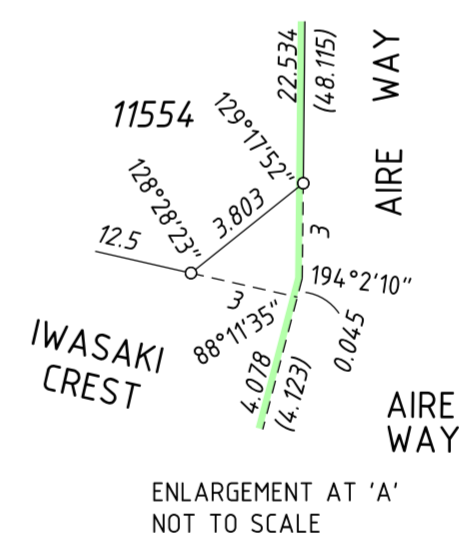 22.534
(48.115)
AIRE WAY
11554
129°17'52"
128°28'23"
3.803
12.5
3
3
194°2'10"
88°11'35"
0.045
IWASAKI
CREST
4.078
(4.123)
AIRE
WAY
ENLARGEMENT AT 'A'
NOT TO SCALE